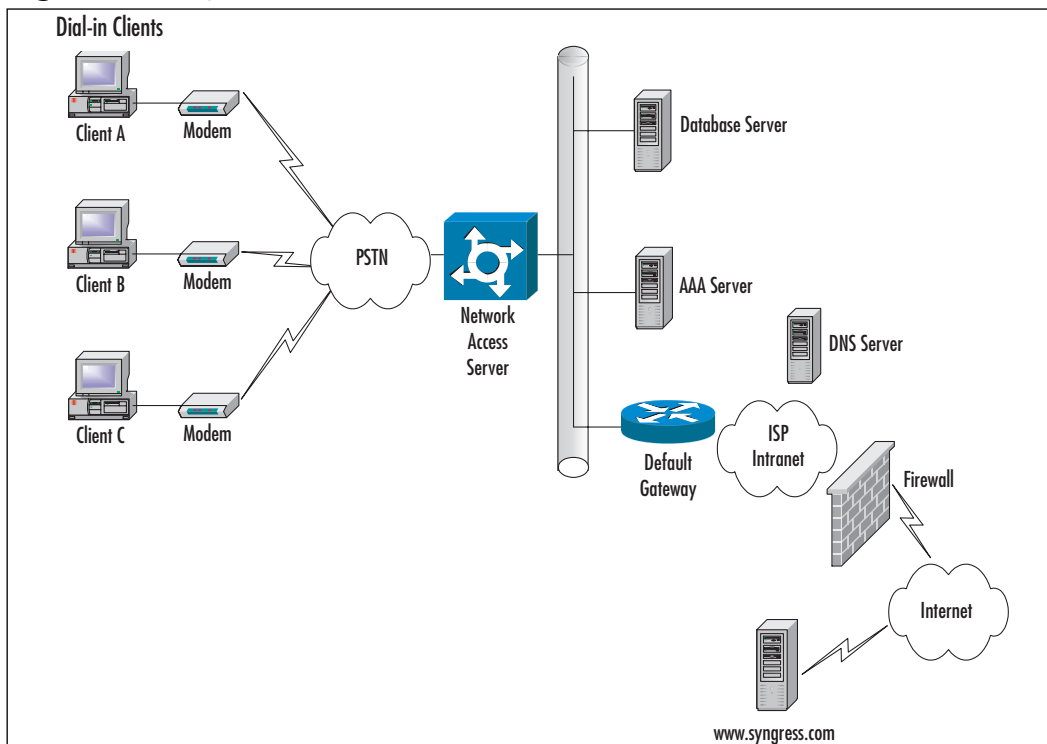 Dial-in Clients
Client A
Modem
Client B
Modem
Client C
Modem
PSTN
Network
Access
Server
Database Server
AAA Server
DNS Server
Default
Gateway
ISP
Intranet
Firewall
Internet
www.syngress.com